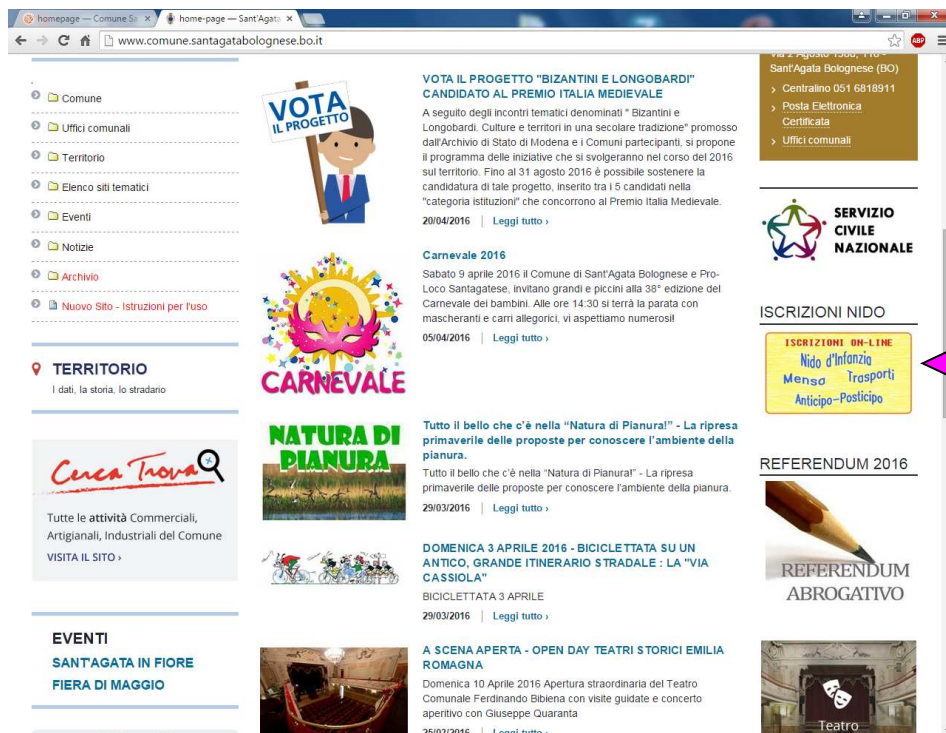 homepage — Comune Sa
home-page — Sant'Agata
www.comune.santagatabolognese.bo.it
ABP
Comune
Uffici comunali
Territorio
Elenco siti tematici
Eventi
Notizie
Archivio
Nuovo Sito - Istruzioni per l'uso
TERRITORIO
I dati, la storia, lo stradario
Cerca Trova
Tutte le attività Commerciali,
Artigianali, Industriali del Comune
VISITA IL SITO ›
EVENTI
SANT'AGATA IN FIORE
FIERA DI MAGGIO
VOTA
IL PROGETTO
VOTA IL PROGETTO "BIZANTINI E LONGOBARDI"
CANDIDATO AL PREMIO ITALIA MEDIEVALE
A seguito degli incontri tematici denominati " Bizantini e
Longobardi. Culture e territori in una secolare tradizione" promosso
dall'Archivio di Stato di Modena e i Comuni partecipanti, si propone
il programma delle iniziative che si svolgeranno nel corso del 2016
sul territorio. Fino al 31 agosto 2016 è possibile sostenere la
candidatura di tale progetto, inserito tra i 5 candidati nella
"categoria istituzioni" che concorrono al Premio Italia Medievale.
20/04/2016 | Leggi tutto ›
CARNEVALE
Carnevale 2016
Sabato 9 aprile 2016 il Comune di Sant'Agata Bolognese e Pro-
Loco Santagatese, invitano grandi e piccini alla 38° edizione del
Carnevale dei bambini. Alle ore 14:30 si terrà la parata con
mascheranti e carri allegorici, vi aspettiamo numerosi!
05/04/2016 | Leggi tutto ›
NATURA DI
PIANURA
Tutto il bello che c'è nella “Natura di Pianura!” - La ripresa
primaverile delle proposte per conoscere l'ambiente della
pianura.
Tutto il bello che c'è nella “Natura di Pianura!” - La ripresa
primaverile delle proposte per conoscere l'ambiente della pianura.
29/03/2016 | Leggi tutto ›
DOMENICA 3 APRILE 2016 - BICICLETTATA SU UN
ANTICO, GRANDE ITINERARIO STRADALE : LA "VIA
CASSIOLA"
BICICLETTATA 3 APRILE
29/03/2016 | Leggi tutto ›
A SCENA APERTA - OPEN DAY TEATRI STORICI EMILIA
ROMAGNA
Domenica 10 Aprile 2016 Apertura straordinaria del Teatro
Comunale Ferdinando Bibiena con visite guidate e concerto
aperitivo con Giuseppe Quaranta
25/03/2016 | Leggi tutto ›
Sant'Agata Bolognese (BO)
Centralino 051 6818911
Posta Elettronica
Certificata
Uffici comunali
SERVIZIO
CIVILE
NAZIONALE
ISCRIZIONI NIDO
ISCRIZIONI ON-LINE
Nido d'Infanzia
Mensa Trasporti
Anticipo-Posticipo
REFERENDUM 2016
REFERENDUM
ABROGATIVO
Teatro